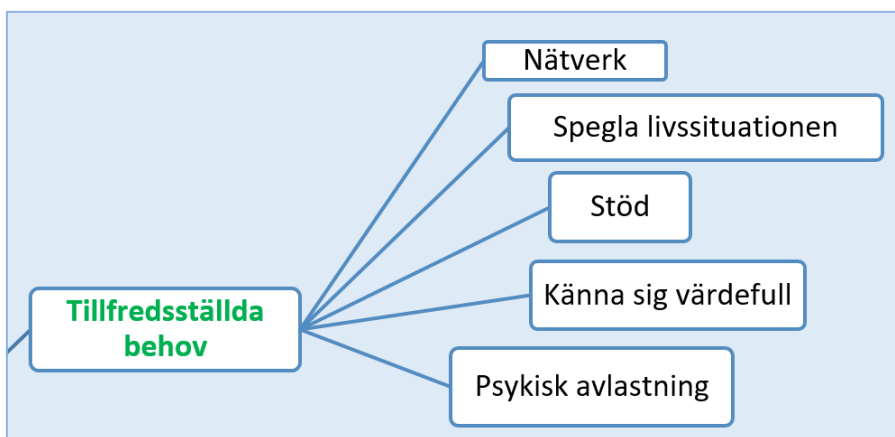 Nätverk
Spegla livssituationen
Stöd
Känna sig värdefull
Tillfredsställda
behov
Psykisk avlastning